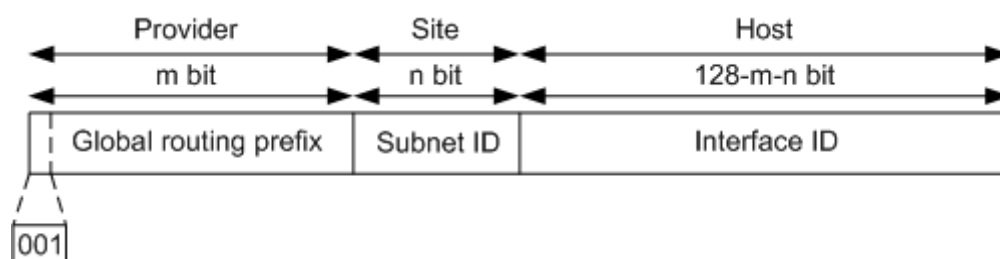 Provider Site Host
m bit n bit 128-m-n bit
Global routing prefix Subnet ID Interface ID
001